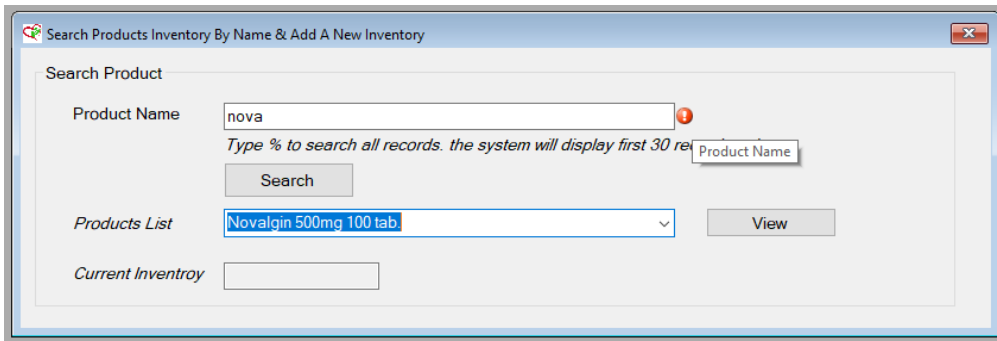 Search Products Inventory By Name & Add A New Inventory
Search Product
Product Name nova
Type % to search all records. the system will display first 30
Product Name
Search
Products List Novalgin 500mg 100 tab. View
Current Inventroy